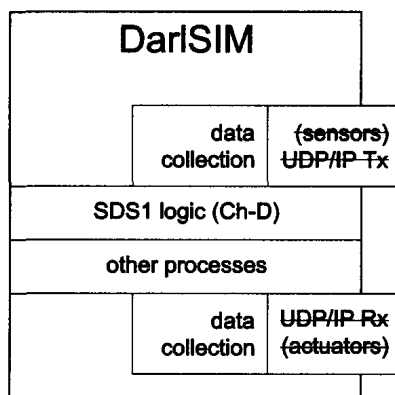 DarlSIM
data (sensors)
collection UDP/IP Tx
SDS1 logic (Ch-D)
other processes
data UDP/IP Rx
collection (actuators)